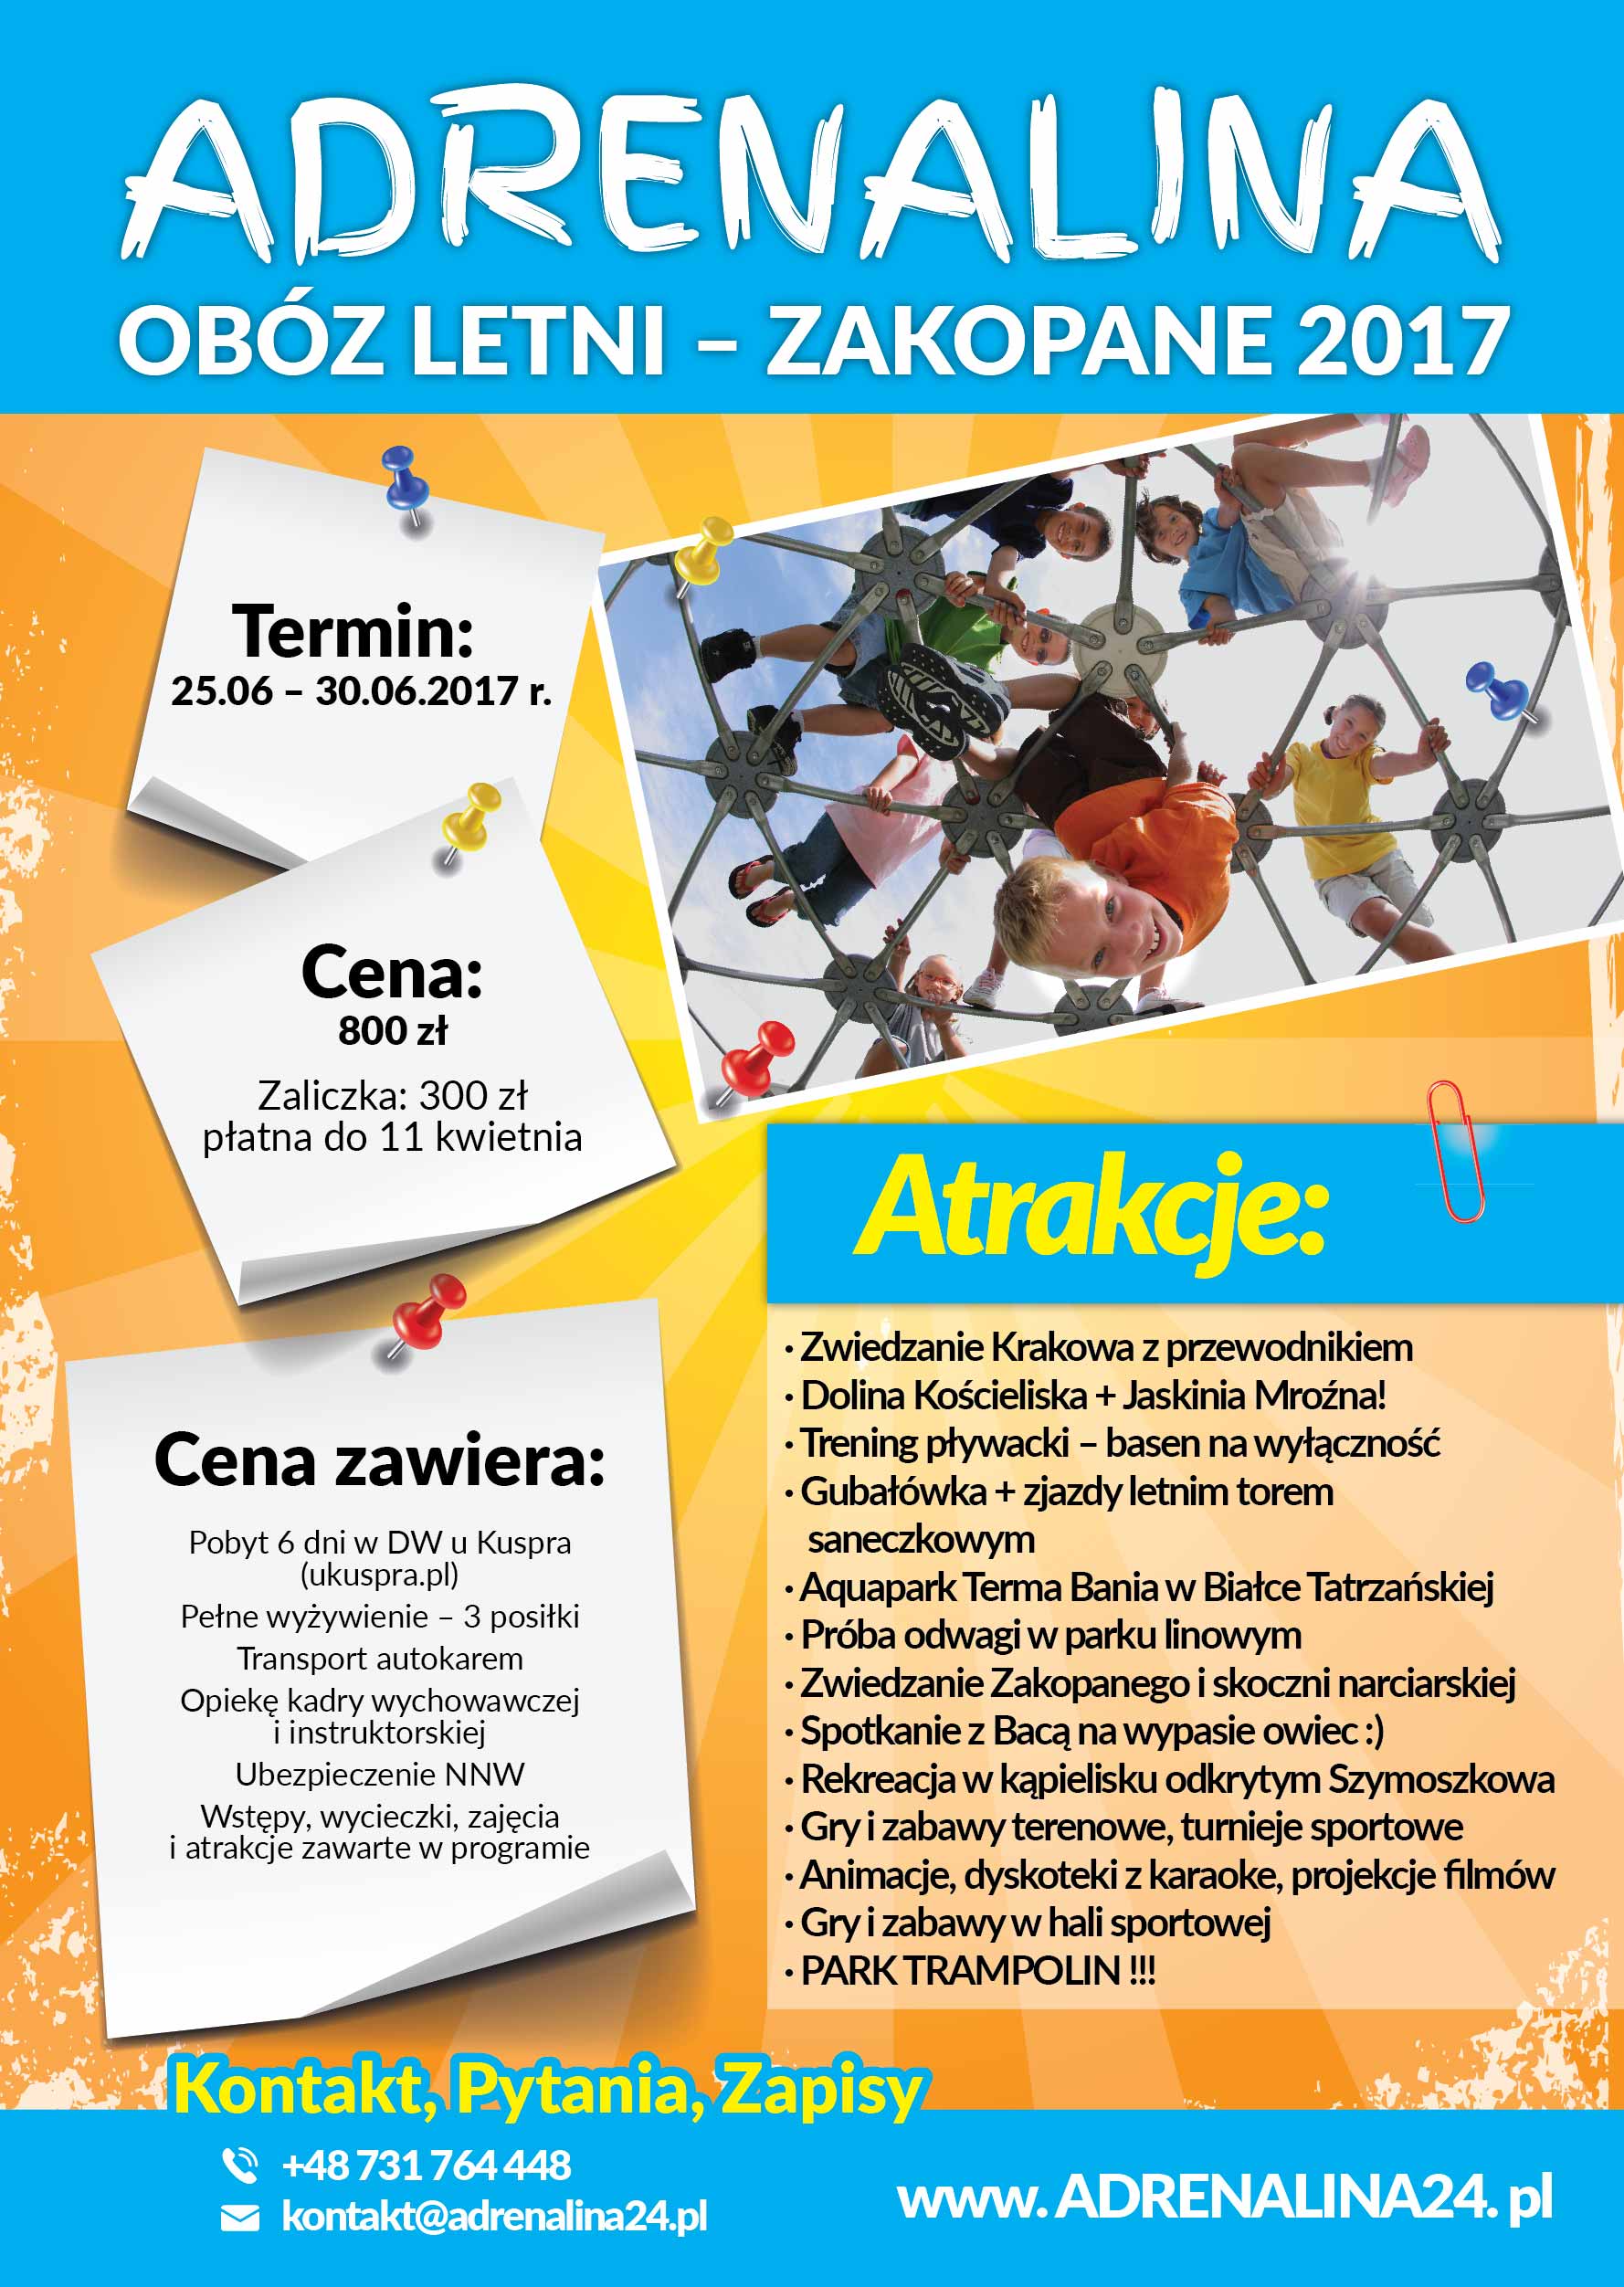 ADRENALINA
OBÓZ LETNI – ZAKOPANE 2017
Termin:
25.06 – 30.06.2017 r.
Cena:
800 zł
Zaliczka: 300 zł
płatna do 11 kwietnia
Cena zawiera:
Pobyt 6 dni w DW u Kuspra
(ukuspra.pl)
Pełne wyżywienie – 3 posiłki
Transport autokarem
Opiekę kadry wychowawczej
i instruktorskiej
Ubezpieczenie NNW
Wstępy, wycieczki, zajęcia
i atrakcje zawarte w programie
Atrakcje:
· Zwiedzanie Krakowa z przewodnikiem
· Dolina Kościeliska + Jaskinia Mroźna!
· Trening pływacki – basen na wyłączność
· Gubałówka + zjazdy letnim torem
saneczkowym
· Aquapark Terma Bania w Białce Tatrzańskiej
· Próba odwagi w parku linowym
· Zwiedzanie Zakopanego i skoczni narciarskiej
· Spotkanie z Bacą na wypasie owiec :)
· Rekreacja w kąpielisku odkrytym Szymoszkowa
· Gry i zabawy terenowe, turnieje sportowe
· Animacje, dyskoteki z karaoke, projekcje filmów
· Gry i zabawy w hali sportowej
· PARK TRAMPOLIN !!!
Kontakt, Pytania, Zapisy
+48 731 764 448
kontakt@adrenalina24.pl
www. ADRENALINA24. pl